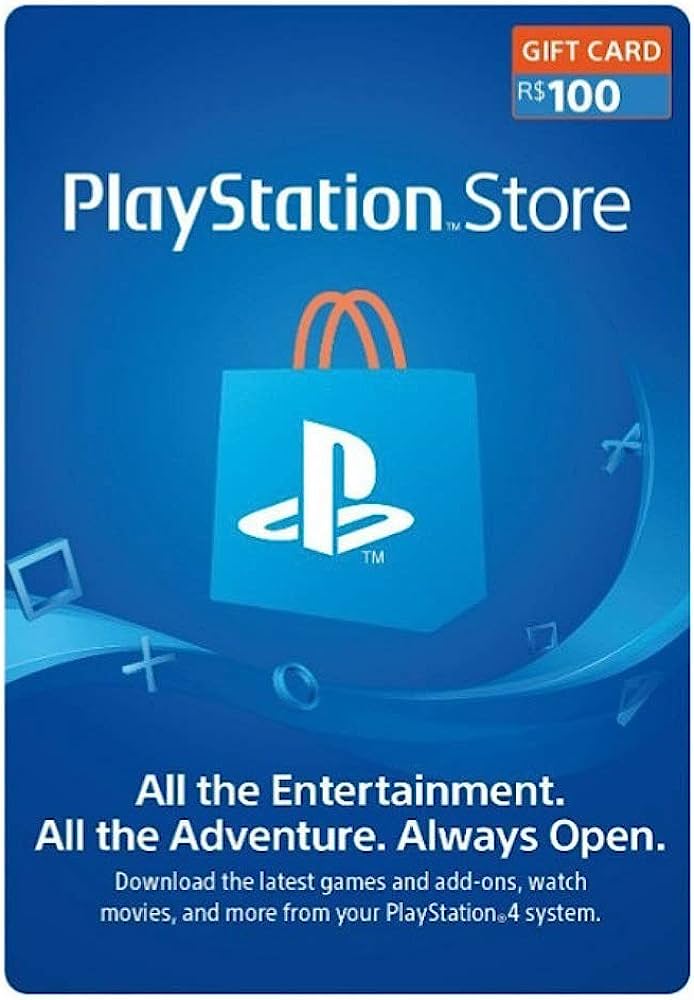 GIFT CARD
R$100
PlayStation™ Store
™
All the Entertainment.
All the Adventure. Always Open.
Download the latest games and add-ons, watch
movies, and more from your PlayStation®4 system.